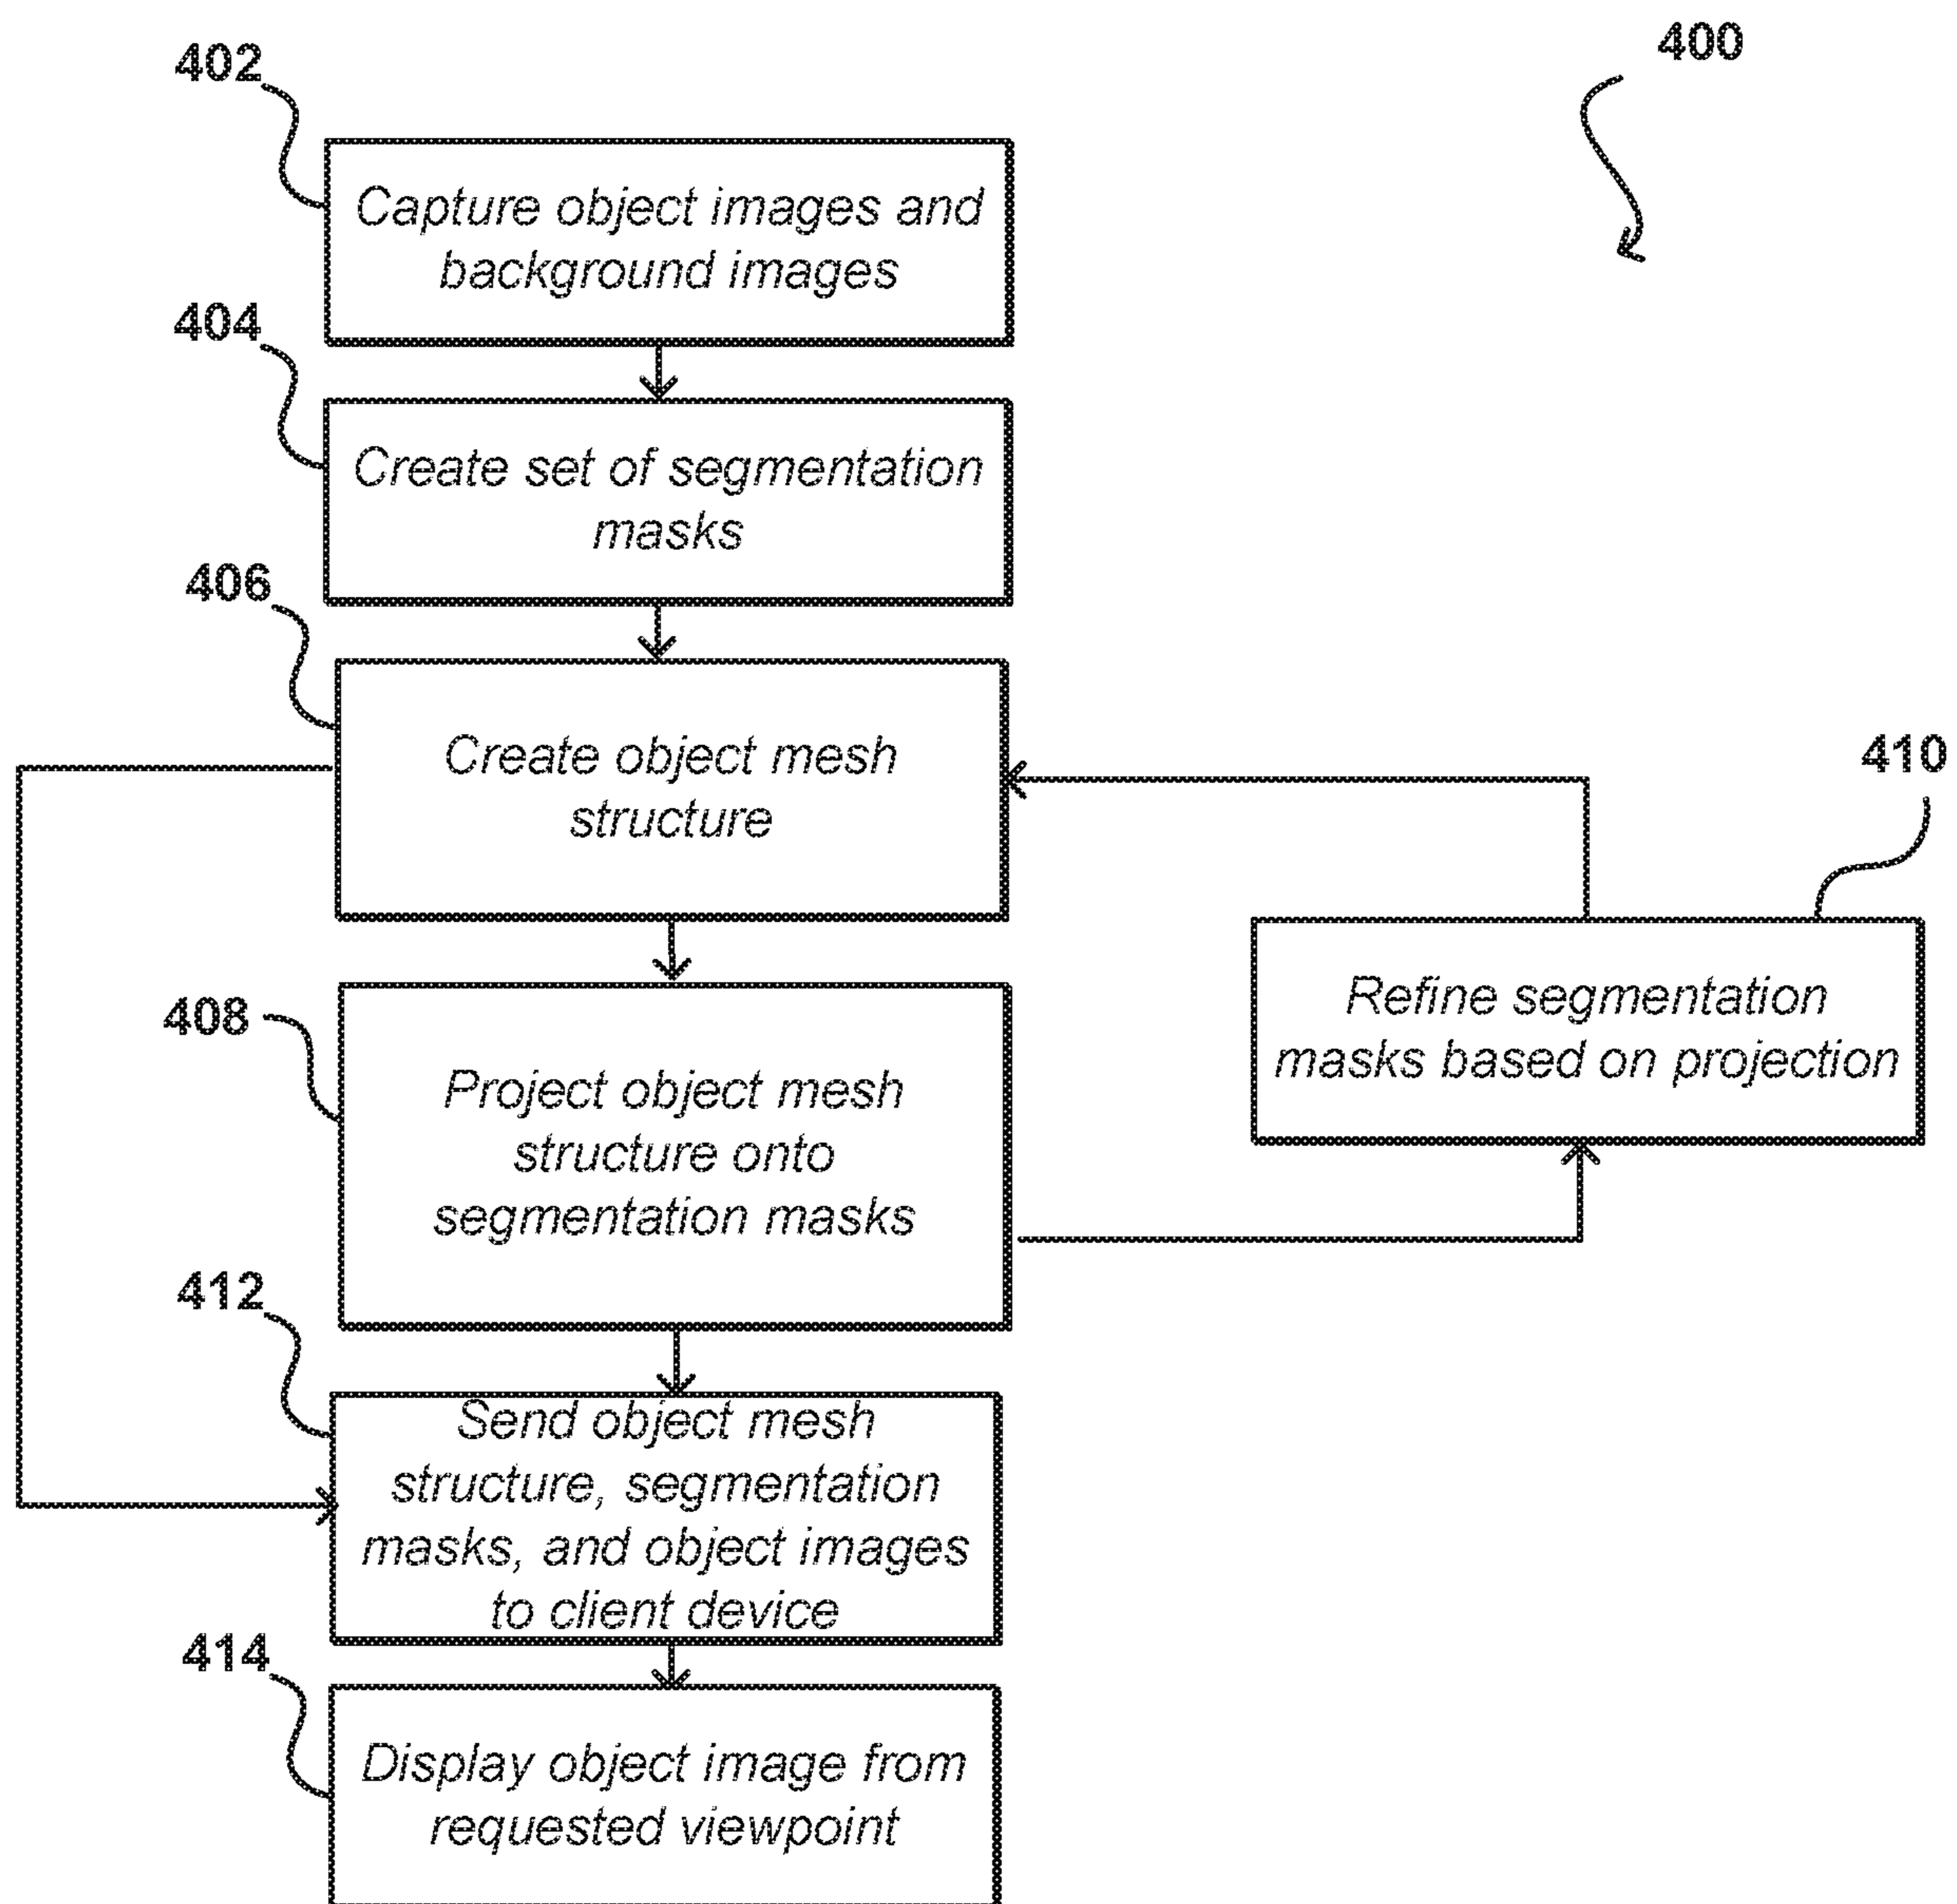 402
400
Capture object images and
background images
404
Create set of segmentation
masks
406
Create object mesh
structure
410
Refine segmentation
masks based on projection
408
Project object mesh
structure onto
segmentation masks
412
Send object mesh
structure, segmentation
masks, and object images
to client device
414
Display object image from
requested viewpoint